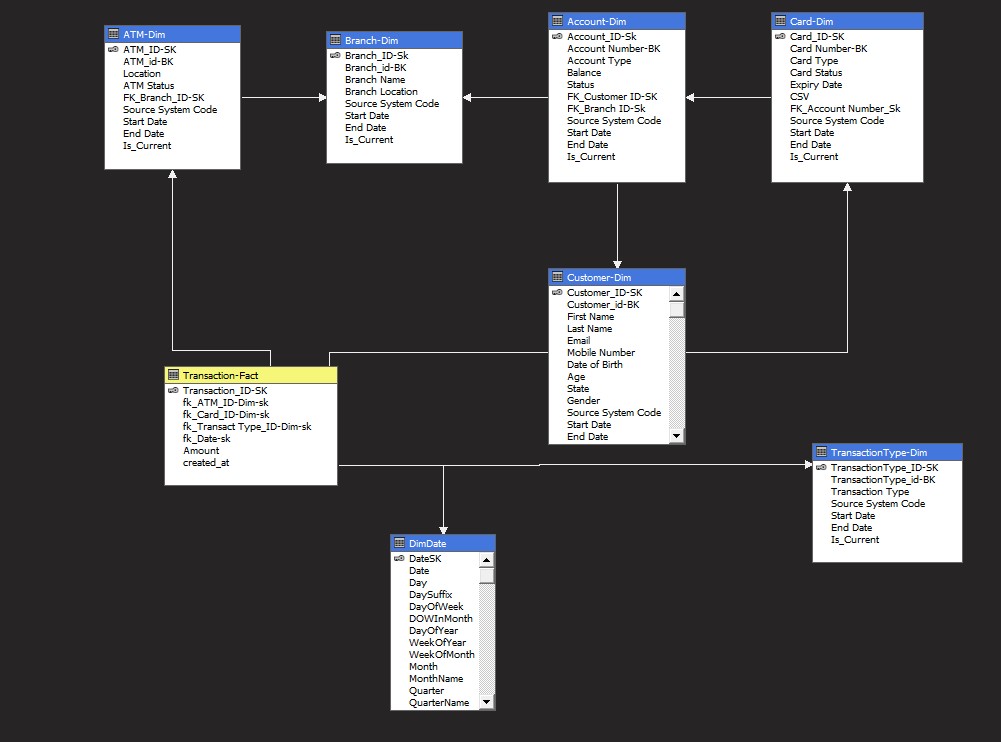 ATM-Dim
ATM_ID-SK
ATM_id-BK
Location
ATM Status
FK_Branch_ID-SK
Source System Code
Start Date
End Date
Is_Current
Branch-Dim
Branch_ID-Sk
Branch_id-BK
Branch Name
Branch Location
Source System Code
Start Date
End Date
Is_Current
Account-Dim
Account_ID-Sk
Account Number-BK
Account Type
Balance
Status
FK_Customer ID-SK
FK_Branch ID-Sk
Source System Code
Start Date
End Date
Is_Current
Card-Dim
Card_ID-SK
Card Number-BK
Card Type
Card Status
Expiry Date
CSV
FK_Account Number_Sk
Source System Code
Start Date
End Date
Is_Current
Customer-Dim
Customer_ID-SK
Customer_id-BK
First Name
Last Name
Email
Mobile Number
Date of Birth
Age
State
Gender
Source System Code
Start Date
End Date
Transaction-Fact
Transaction_ID-SK
fk_ATM_ID-Dim-sk
fk_Card_ID-Dim-sk
fk_Transact Type_ID-Dim-sk
fk_Date-sk
Amount
created_at
TransactionType-Dim
TransactionType_ID-SK
TransactionType_id-BK
Transaction Type
Source System Code
Start Date
End Date
Is_Current
DimDate
DateSK
Date
Day
DaySuffix
DayOfWeek
DOWInMonth
DayOfYear
WeekOfYear
WeekOfMonth
Month
MonthName
Quarter
QuarterName